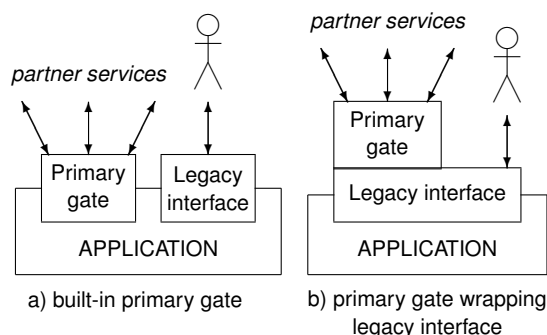 partner services
Primary
gate
Legacy
interface
APPLICATION
a) built-in primary gate
partner services
Primary
gate
Legacy interface
APPLICATION
b) primary gate wrapping
legacy interface